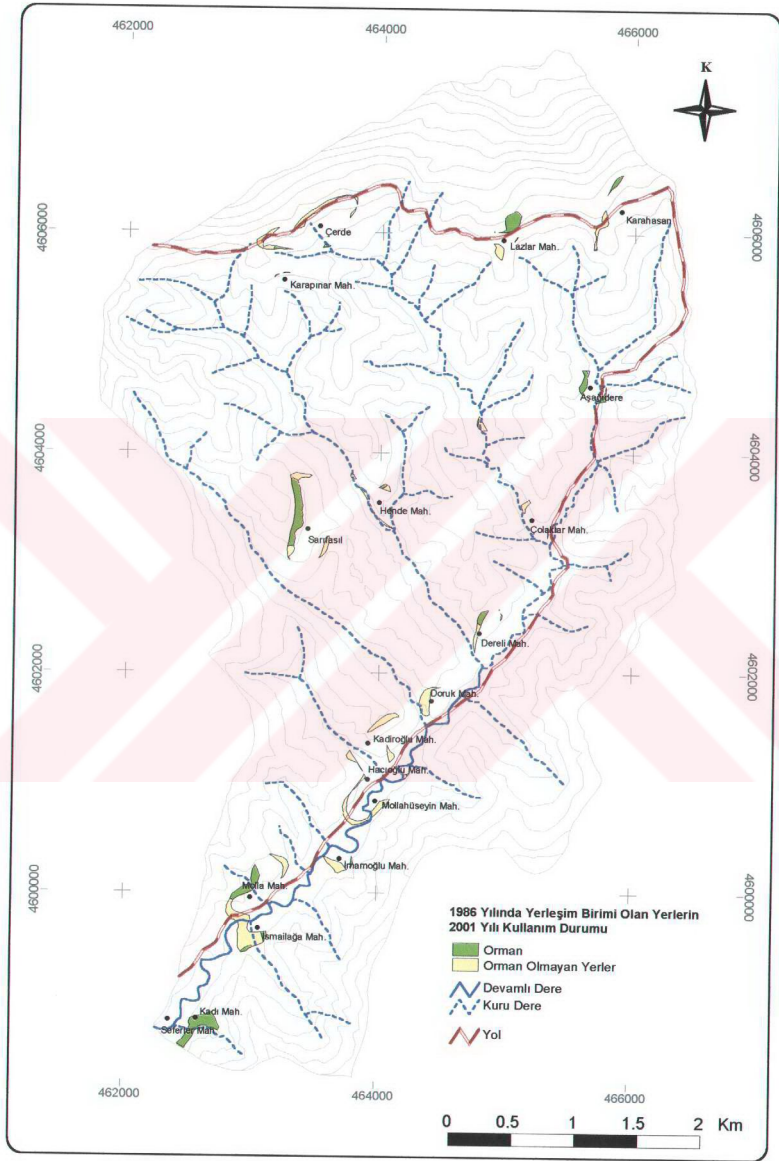 462000
464000
466000
K
4606000
4606000
Çerde
Lazlar Mah.
Karahasan
Karapınar Mah.
Aşağıdere
4604000
4604000
Hende Mah.
Sarıfasıl
Çolaklar Mah.
Dereli Mah.
4602000
4602000
Doruk Mah.
Kadiroğlu Mah.
Hacıoğlu Mah.
Mollahüseyin Mah.
İmamoğlu Mah.
4600000
4600000
Molla Mah.
İsmailağa Mah.
Kadı Mah.
Seferler Mah.
1986 Yılında Yerleşim Birimi Olan Yerlerin
2001 Yılı Kullanım Durumu
Orman
Orman Olmayan Yerler
Devamlı Dere
Kuru Dere
Yol
462000
464000
466000
0 0.5 1 1.5 2 Km